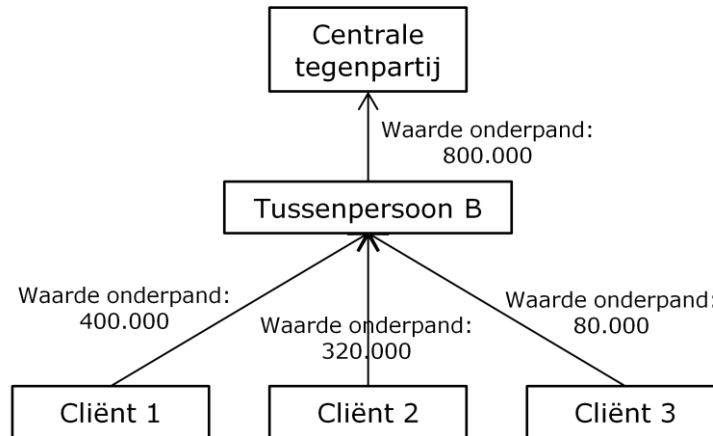 Centrale
tegenpartij
Waarde onderpand:
800.000
Tussenpersoon B
Waarde onderpand:
400.000
Waarde onderpand:
320.000
Waarde onderpand:
80.000
Cliënt 1
Cliënt 2
Cliënt 3